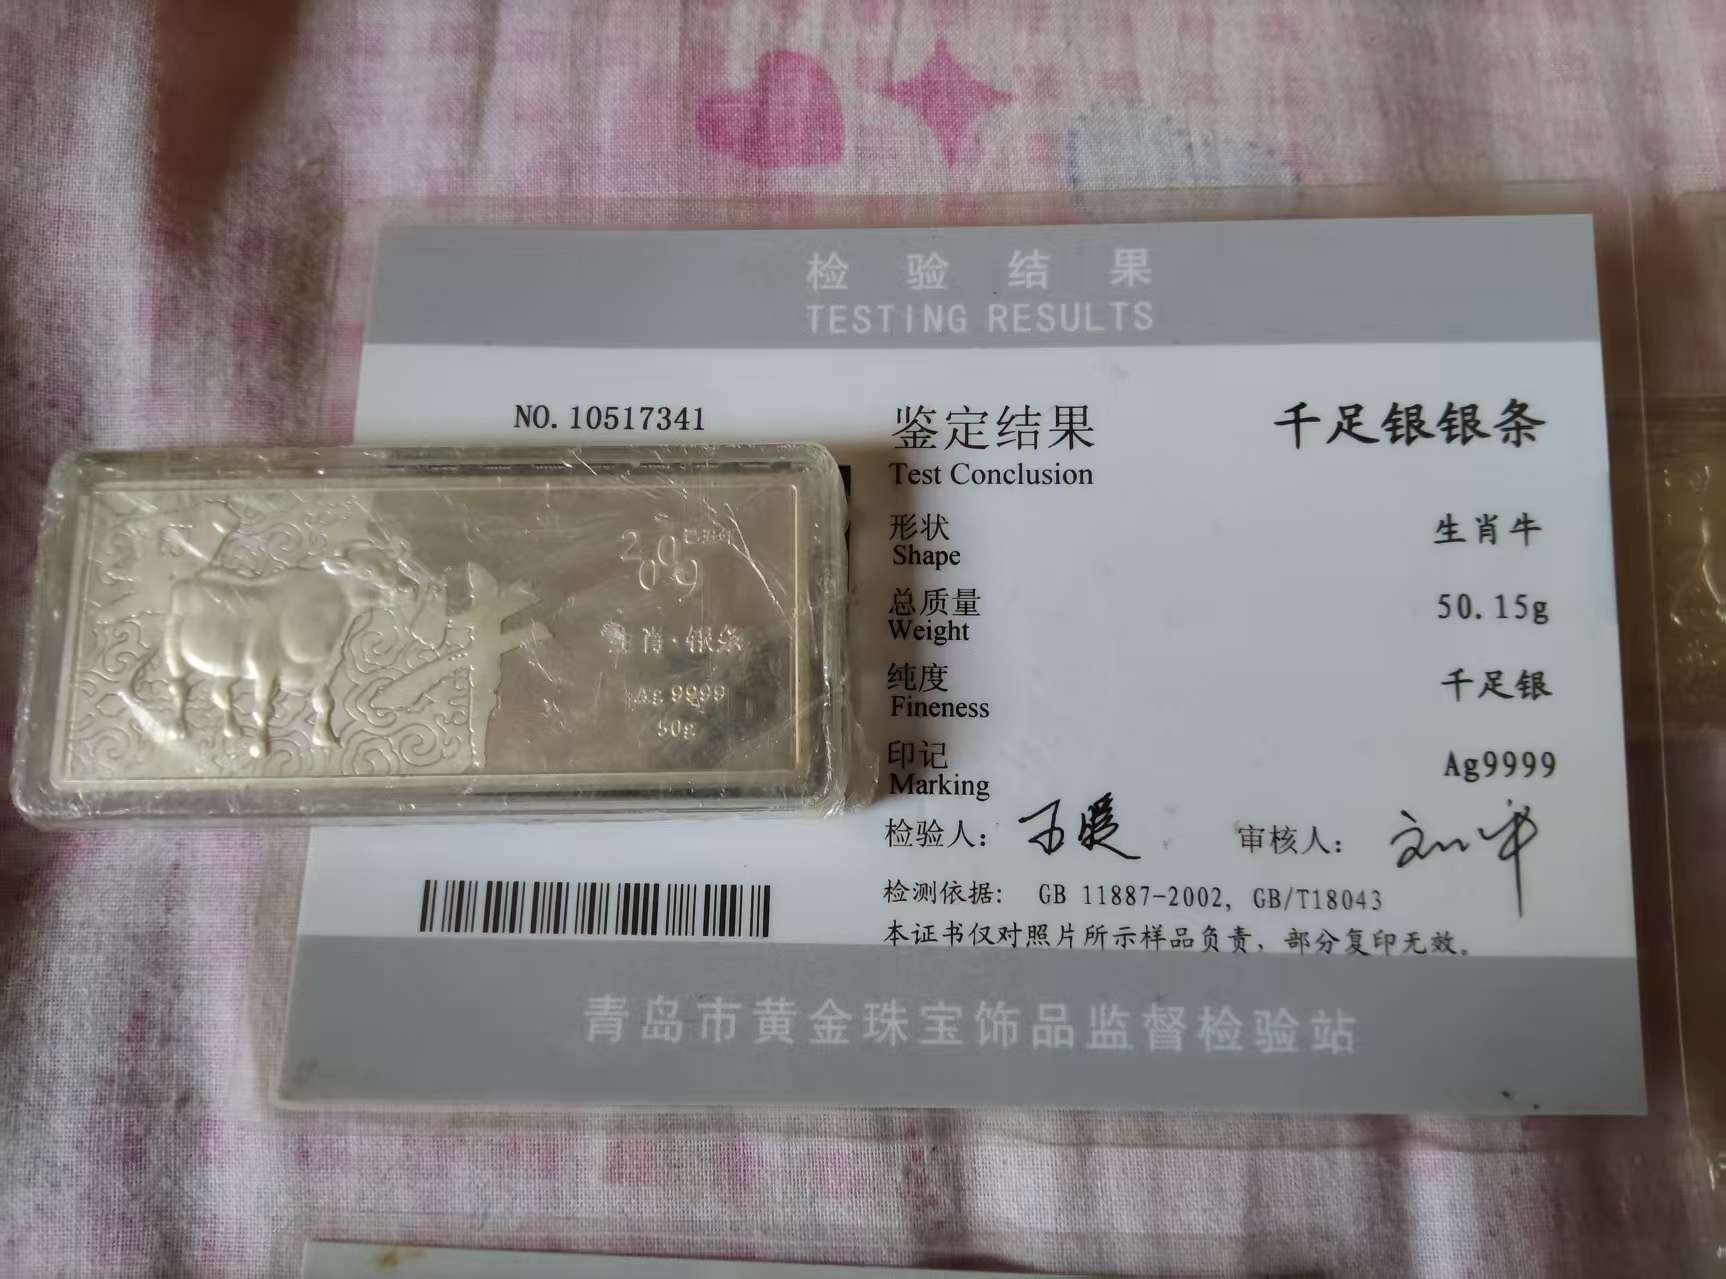 检验结果
TESTING RESULTS
NO. 10517341
鉴定结果 千足银银条
Test Conclusion
形状 生肖牛
Shape
总质量 50.15g
Weight
纯度 千足银
Fineness
印记 Ag9999
Marking
检验人： 审核人：
检测依据： GB 11887-2002, GB/T18043
本证书仅对照片所示样品负责，部分复印无效。
青岛市黄金珠宝饰品监督检验站
2009
生肖·银条
Ag 9999
50g